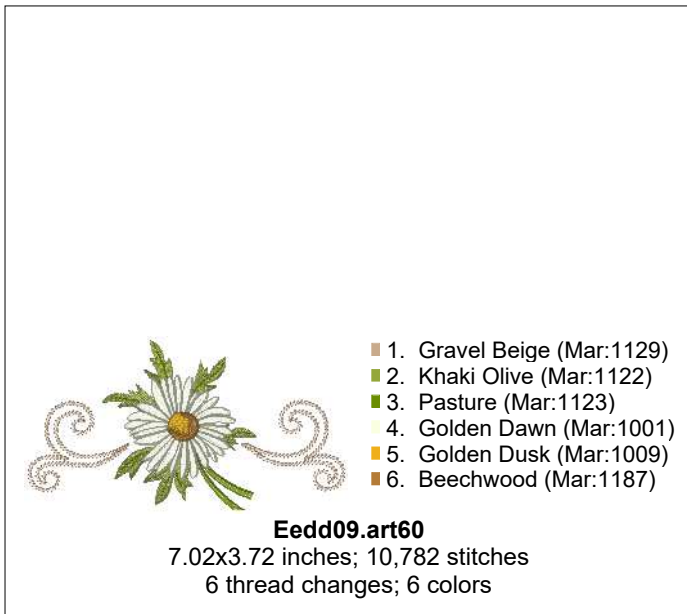 1. Gravel Beige (Mar:1129)
2. Khaki Olive (Mar:1122)
3. Pasture (Mar:1123)
4. Golden Dawn (Mar:1001)
5. Golden Dusk (Mar:1009)
6. Beechwood (Mar:1187)
Eedd09.art60
7.02x3.72 inches; 10,782 stitches
6 thread changes; 6 colors